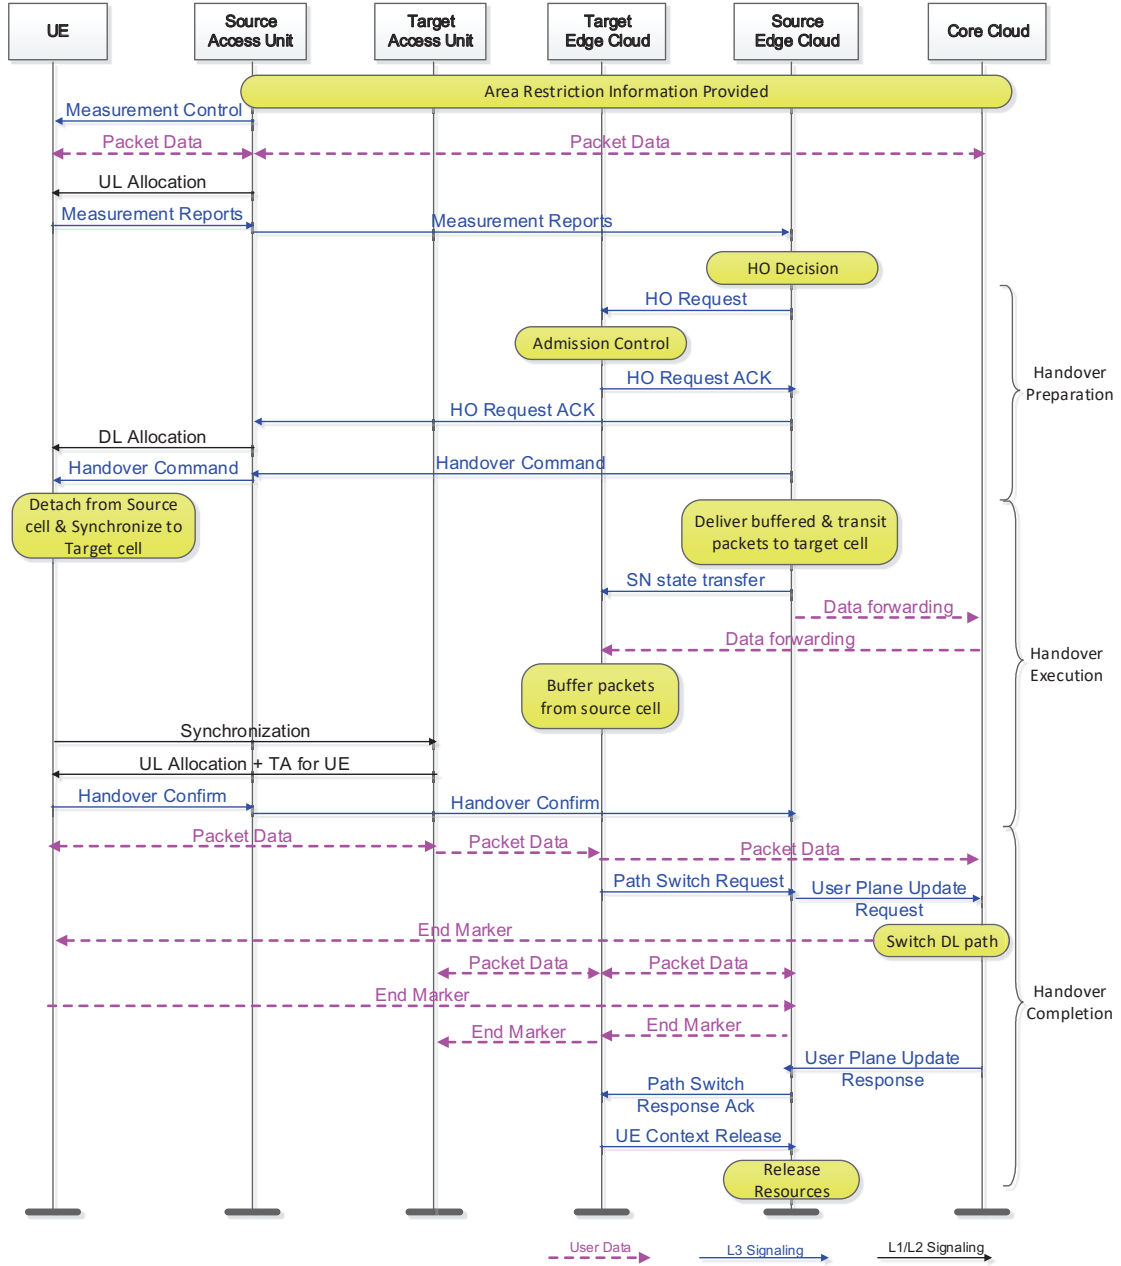 UE
Source
Access Unit
Target
Access Unit
Target
Edge Cloud
Source
Edge Cloud
Core Cloud
Area Restriction Information Provided
Measurement Control
Packet Data
Packet Data
UL Allocation
Measurement Reports
Measurement Reports
HO Decision
HO Request
Admission Control
Handover
Preparation
HO Request ACK
HO Request ACK
DL Allocation
Handover Command
Handover Command
Detach from Source
cell & Synchronize to
Target cell
Deliver buffered & transit
packets to target cell
SN state transfer
Data forwarding
Data forwarding
Handover
Execution
Buffer packets
from source cell
Synchronization
UL Allocation + TA for UE
Handover Confirm
Handover Confirm
Packet Data
Packet Data
Packet Data
Path Switch Request
User Plane Update
Request
End Marker
Switch DL path
Packet Data
Packet Data
End Marker
Handover
Completion
End Marker
End Marker
User Plane Update
Response
Path Switch
Response Ack
UE Context Release
Release
Resources
User Data
L3 Signaling
L1/L2 Signaling